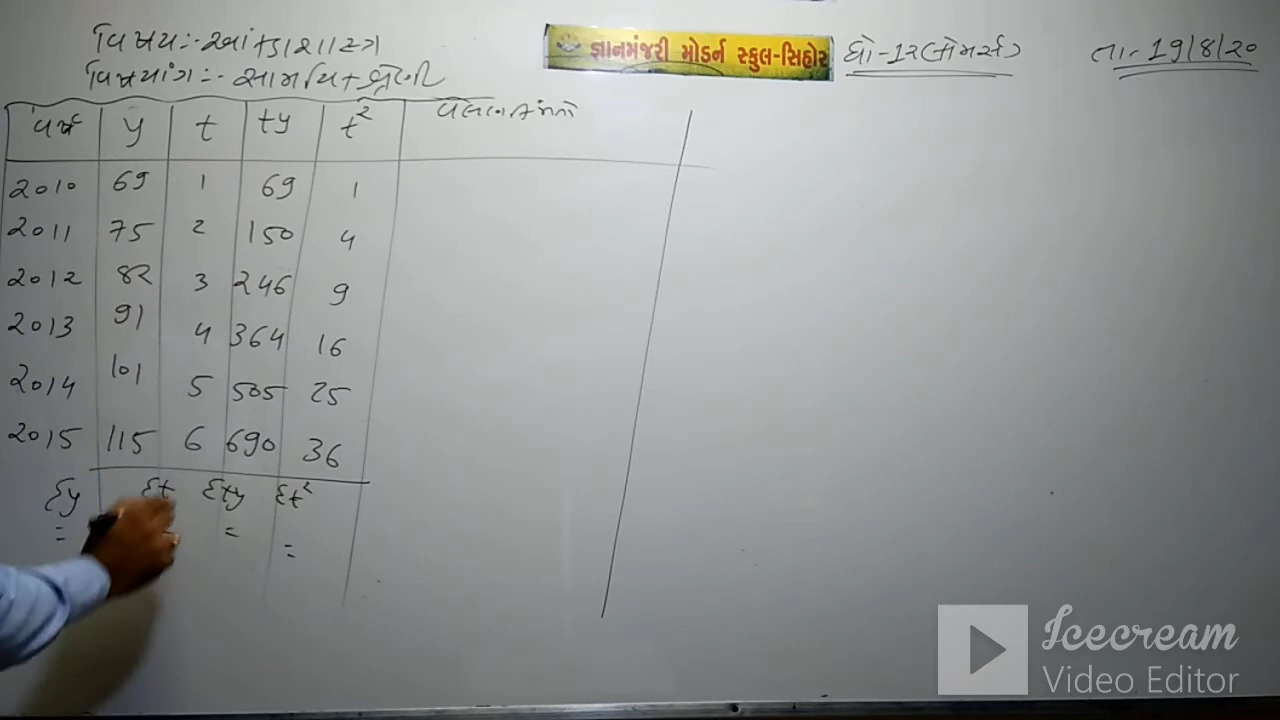 વિષય:- આંકડાશાસ્ત્ર
જ્ઞાનમંજરી મોડર્ન સ્કુલ-સિહોર
ધો-12 (કોમર્સ)
તા- 19/8/20
વિષયાંગ:- સામયિક શ્રેણી
વર્ષ y t ty t²
2010 69 1 69 1
2011 75 2 150 4
2012 82 3 246 9
2013 91 4 364 16
2014 101 5 505 25
2015 115 6 690 36
Σy Σt Σty Σt²
= = =
Icecream
Video Editor